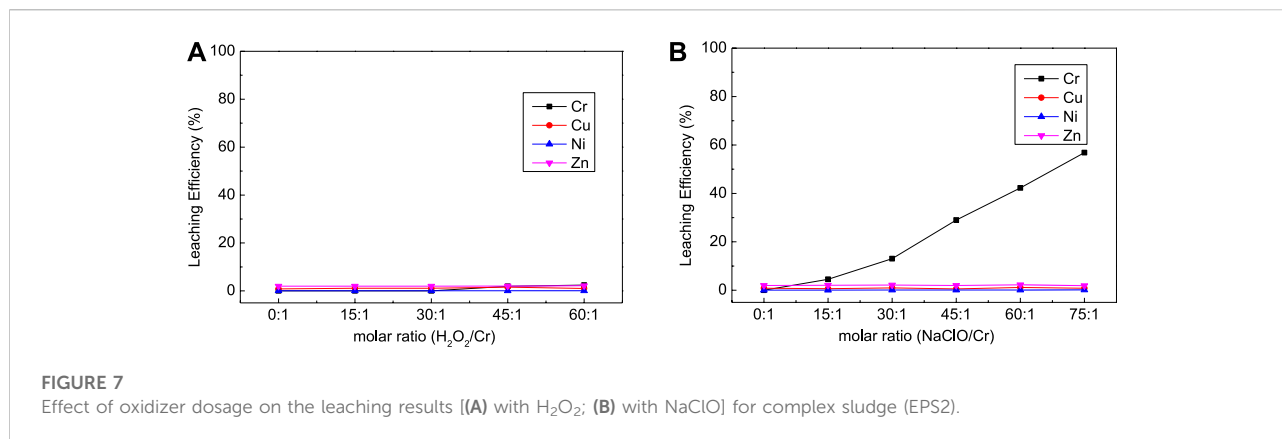 A
100
80
60
40
20
0
Leaching Efficiency (%)
Cr
Cu
Ni
Zn
0:1 15:1 30:1 45:1 60:1
molar ratio (H₂O₂/Cr)
B
100
80
60
40
20
0
Leaching Efficiency (%)
Cr
Cu
Ni
Zn
0:1 15:1 30:1 45:1 60:1 75:1
molar ratio (NaClO/Cr)
FIGURE 7
Effect of oxidizer dosage on the leaching results [(A) with H₂O₂; (B) with NaClO] for complex sludge (EPS2).